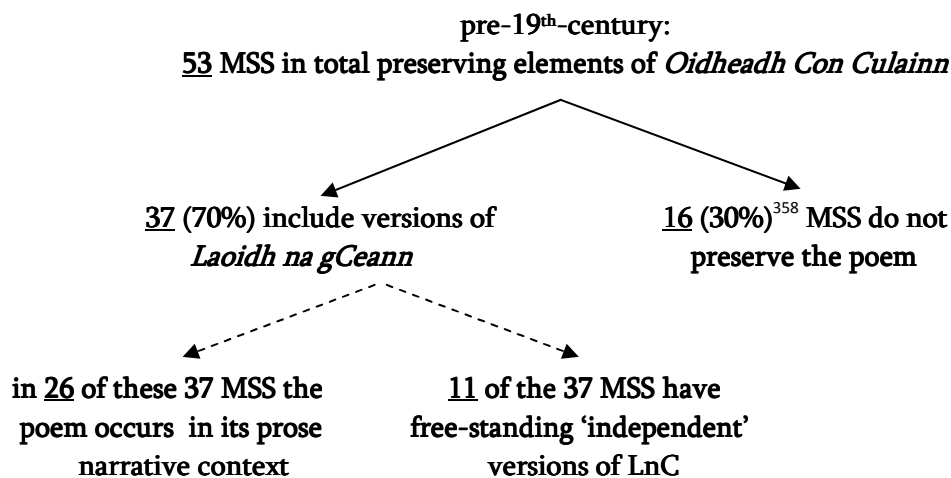 pre-19th-century:
53 MSS in total preserving elements of Oidheadh Con Culainn
37 (70%) include versions of
Laoidh na gCeann
16 (30%)358 MSS do not
preserve the poem
in 26 of these 37 MSS the
poem occurs in its prose
narrative context
11 of the 37 MSS have
free-standing ‘independent’
versions of LnC